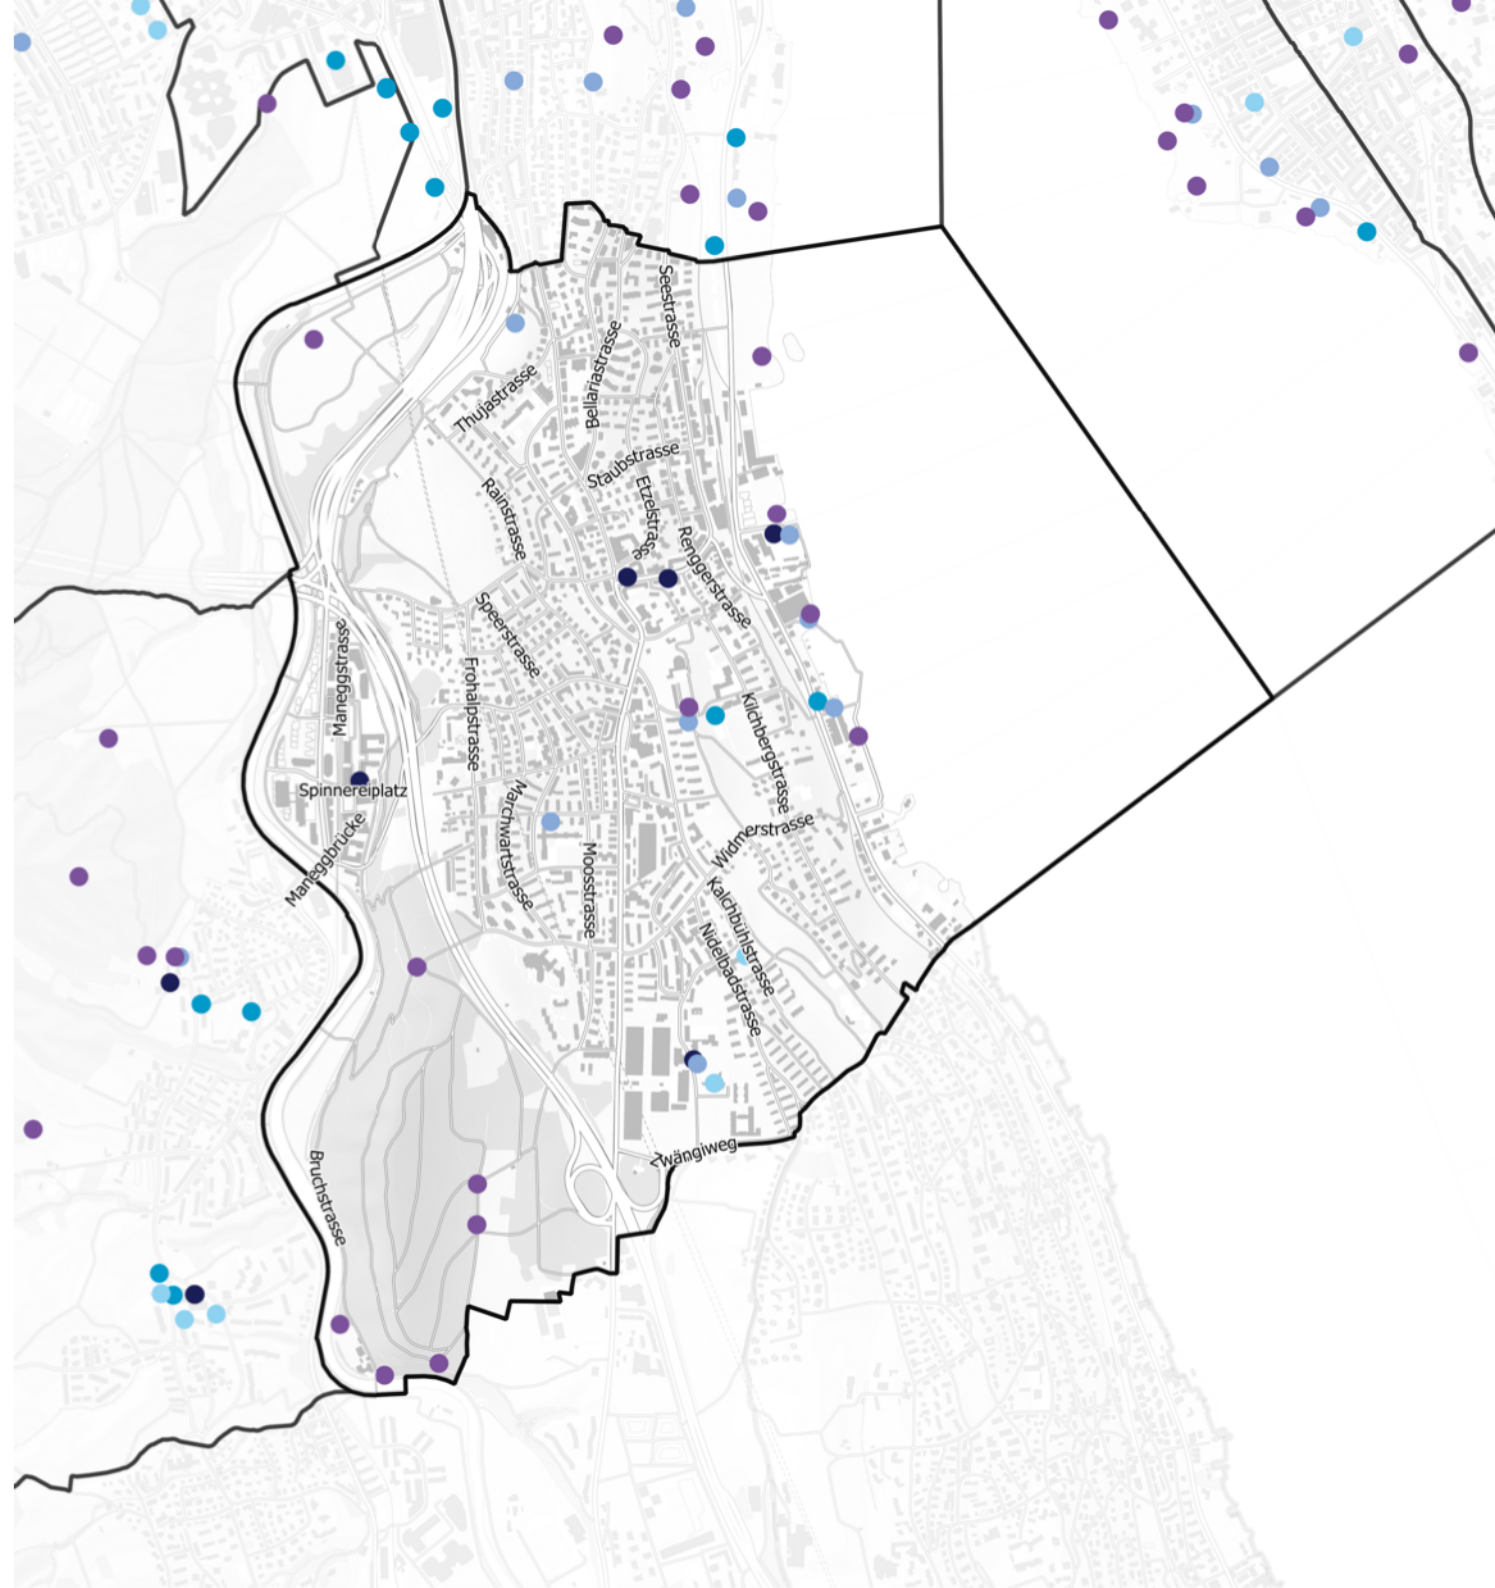 Seestrasse
Bellariastrasse
Thujastrasse
Staubstrasse
Etzelstrasse
Rainstrasse
Renggerstrasse
Speerstrasse
Maneggstrasse
Frohalpstrasse
Kilchbergstrasse
Spinnereiplatz
Marchwartstrasse
Maneggbrücke
Widmerstrasse
Moosstrasse
Kalchbühlstrasse
Nidelbadstrasse
Zwängiweg
Bruchstrasse